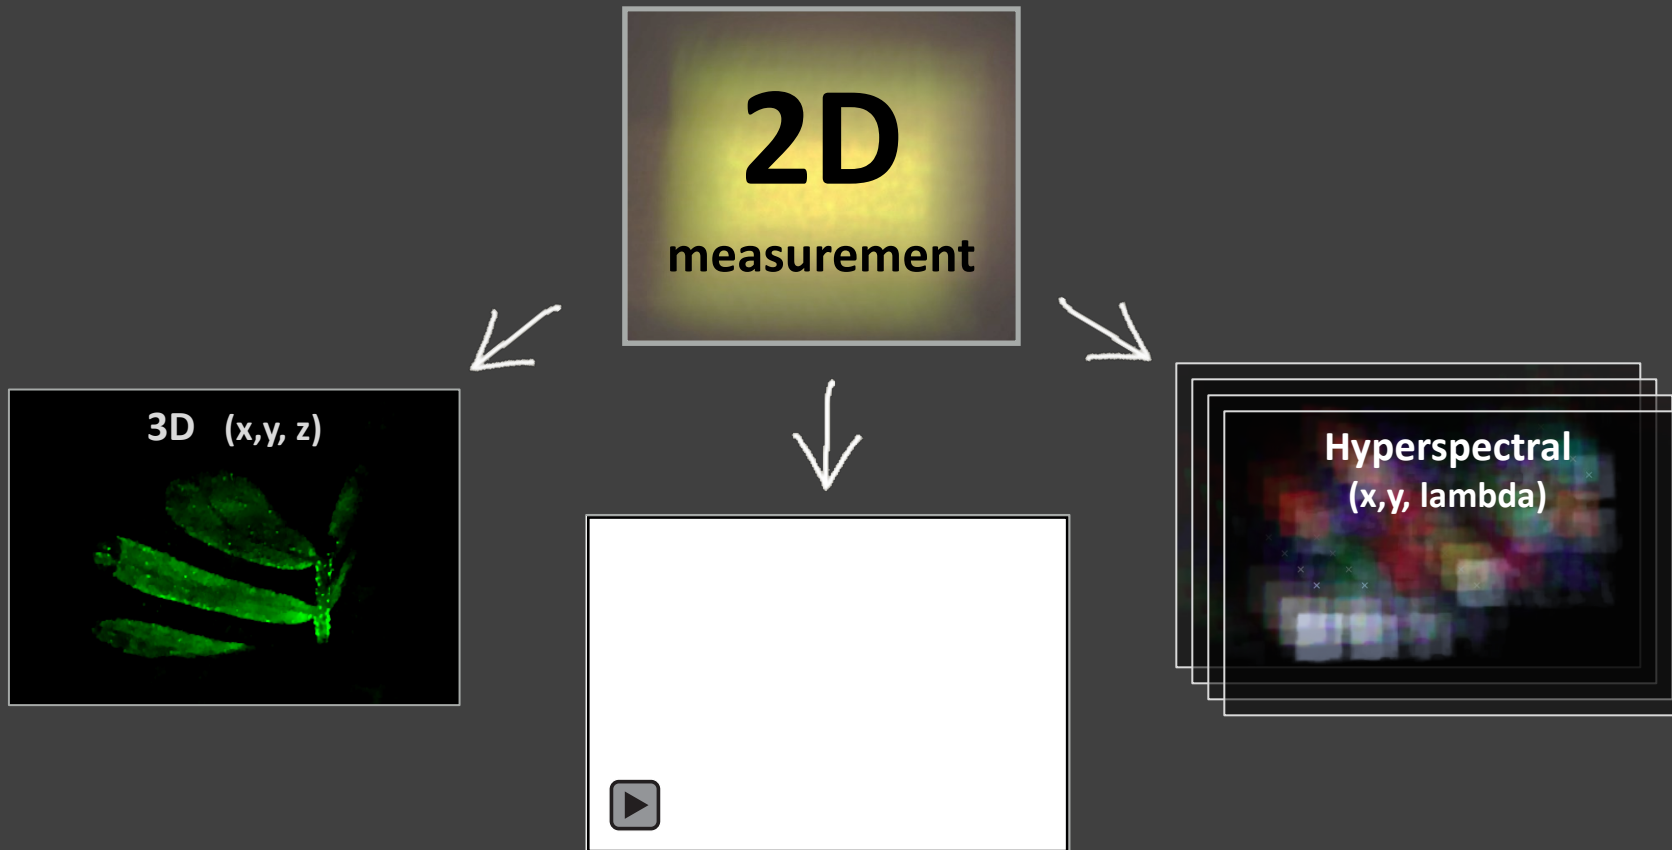 2D
measurement
3D (x,y, z)
Hyperspectral
(x,y, lambda)